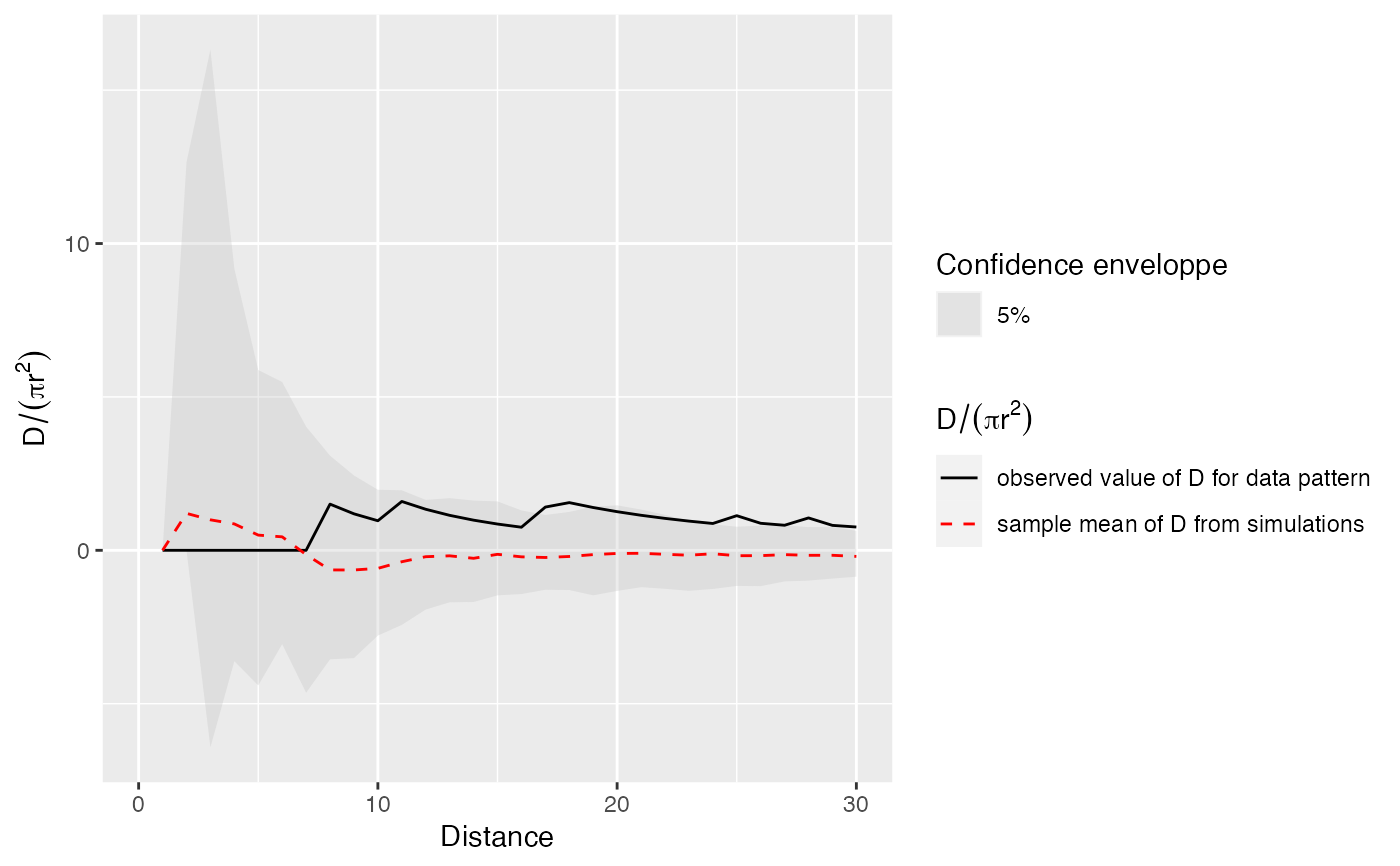 10
0
D/(πr²)
0
10
20
30
Distance
Confidence enveloppe
5%
D/(πr²)
observed value of D for data pattern
sample mean of D from simulations